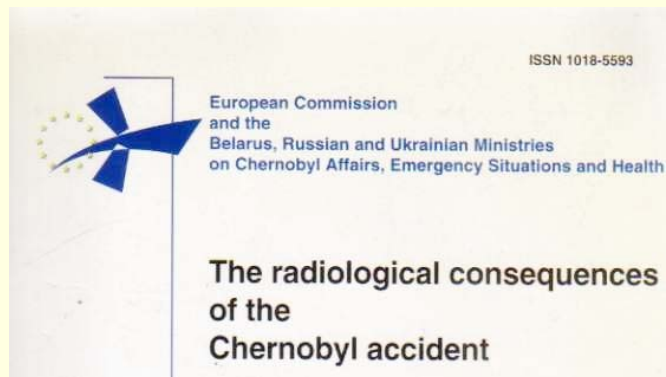 ISSN 1018-5593
European Commission
and the
Belarus, Russian and Ukrainian Ministries
on Chernobyl Affairs, Emergency Situations and Health
The radiological consequences
of the
Chernobyl accident